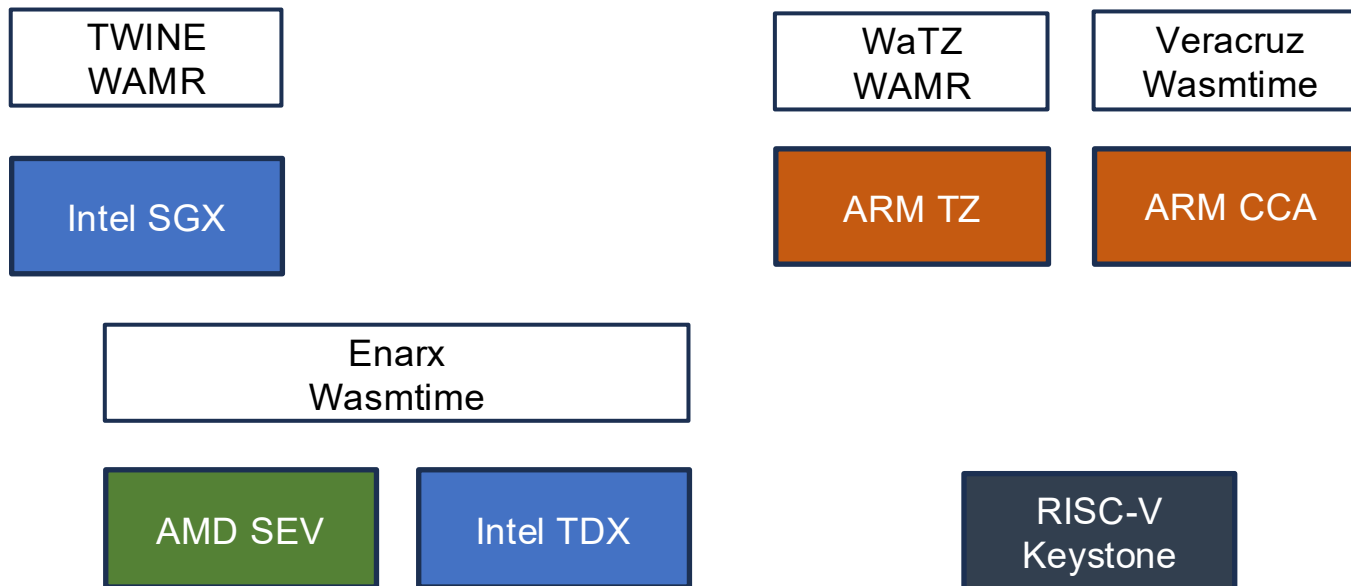 TWINE
WAMR
WaTZ
WAMR
Veracruz
Wasmtime
Intel SGX
ARM TZ
ARM CCA
Enarx
Wasmtime
AMD SEV
Intel TDX
RISC-V
Keystone